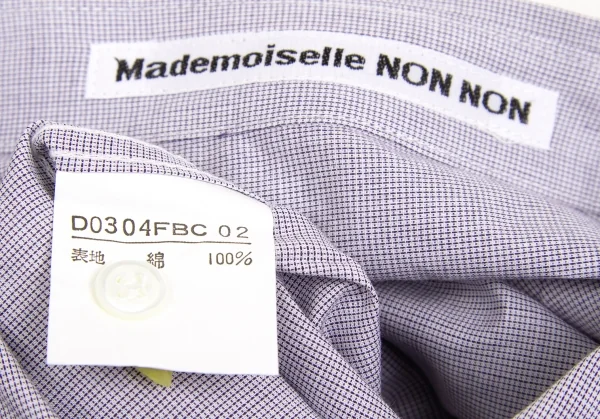 Mademoiselle NON NON
D0304FBC 02
表地 綿 100%